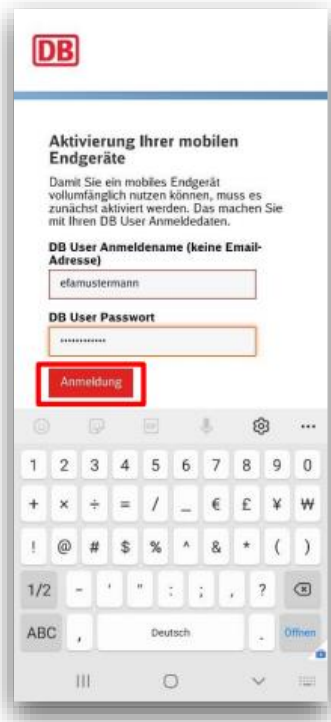 DB
Aktivierung Ihrer mobilen
Endgeräte
Damit Sie ein mobiles Endgerät
vollumfänglich nutzen können, muss es
zunächst aktiviert werden. Das machen Sie
mit Ihren DB User Anmeldedaten.
DB User Anmeldename (keine Email-
Adresse)
efamustermann
DB User Passwort
••••••••••••
Anmeldung
GIF
1 2 3 4 5 6 7 8 9 0
+ × ÷ = / _ € £ ¥ ₩
! @ # $ % ^ & * ( )
1/2 - ' " : ; , ?
ABC , Deutsch . Öffnen